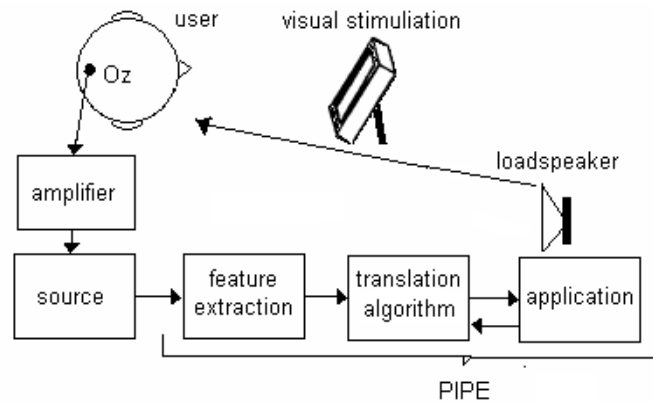 user
visual stimuliation
Oz
loadspeaker
amplifier
source
feature
extraction
translation
algorithm
application
PIPE